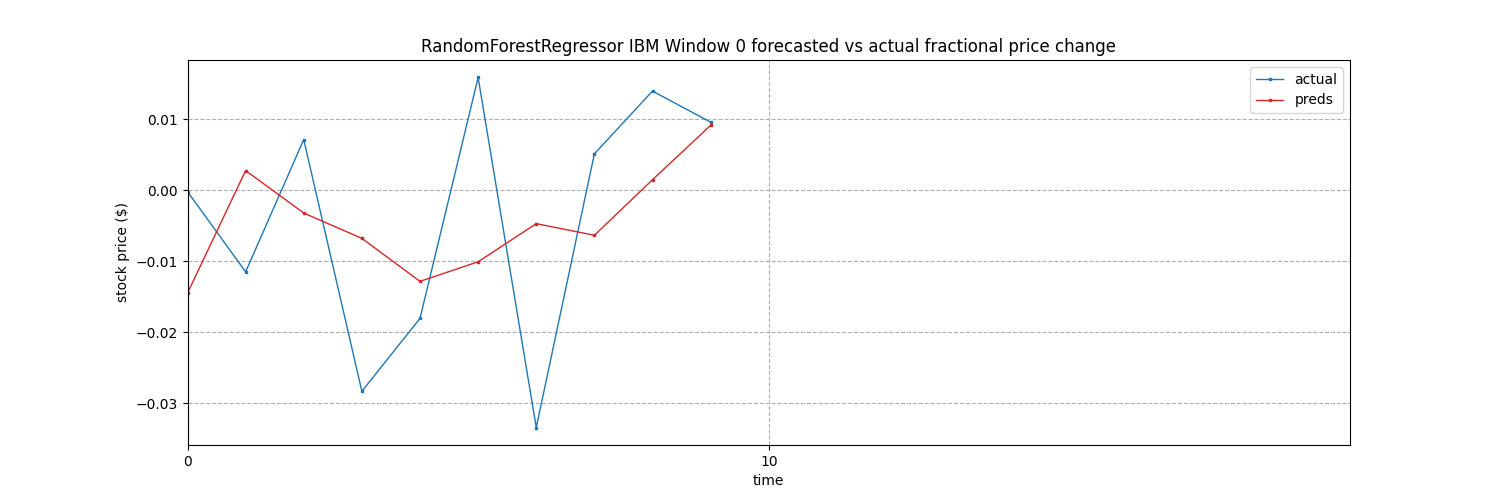 RandomForestRegressor IBM Window 0 forecasted vs actual fractional price change
actual
preds
0.01
0.00
−0.01
−0.02
−0.03
stock price ($)
0
10
time